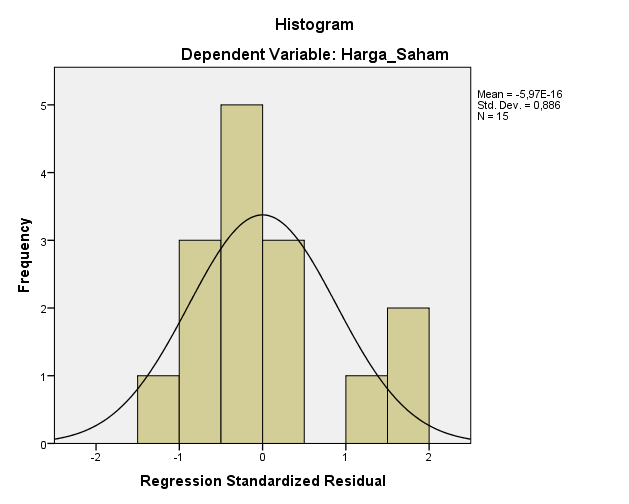 Histogram
Dependent Variable: Harga_Saham
Mean = -5,97E-16
Std. Dev. = 0,886
N = 15
Frequency
5
4
3
2
1
0
-2 -1 0 1 2
Regression Standardized Residual